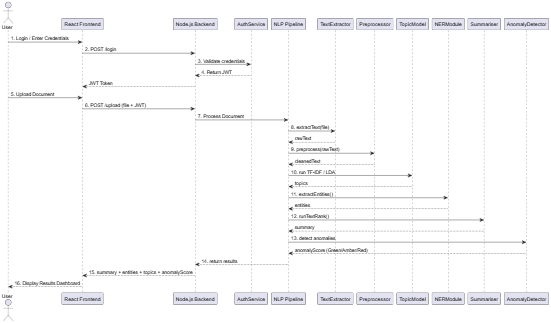 User
React Frontend
Node.js Backend
AuthService
NLP Pipeline
TextExtractor
Preprocessor
TopicModel
NERModule
Summariser
AnomalyDetector
1. Login / Enter Credentials
2. POST /login
3. Validate credentials
4. Return JWT
JWT Token
5. Upload Document
6. POST /upload (file + JWT)
7. Process Document
8. extractText(file)
rawText
9. preprocess(rawText)
cleanedText
10. run TF-IDF / LDA
topics
11. extractEntities()
entities
12. runTextRank()
summary
13. detect anomalies
anomalyScore (Green/Amber/Red)
14. return results
15. summary + entities + topics + anomalyScore
16. Display Results Dashboard
User
React Frontend
Node.js Backend
AuthService
NLP Pipeline
TextExtractor
Preprocessor
TopicModel
NERModule
Summariser
AnomalyDetector